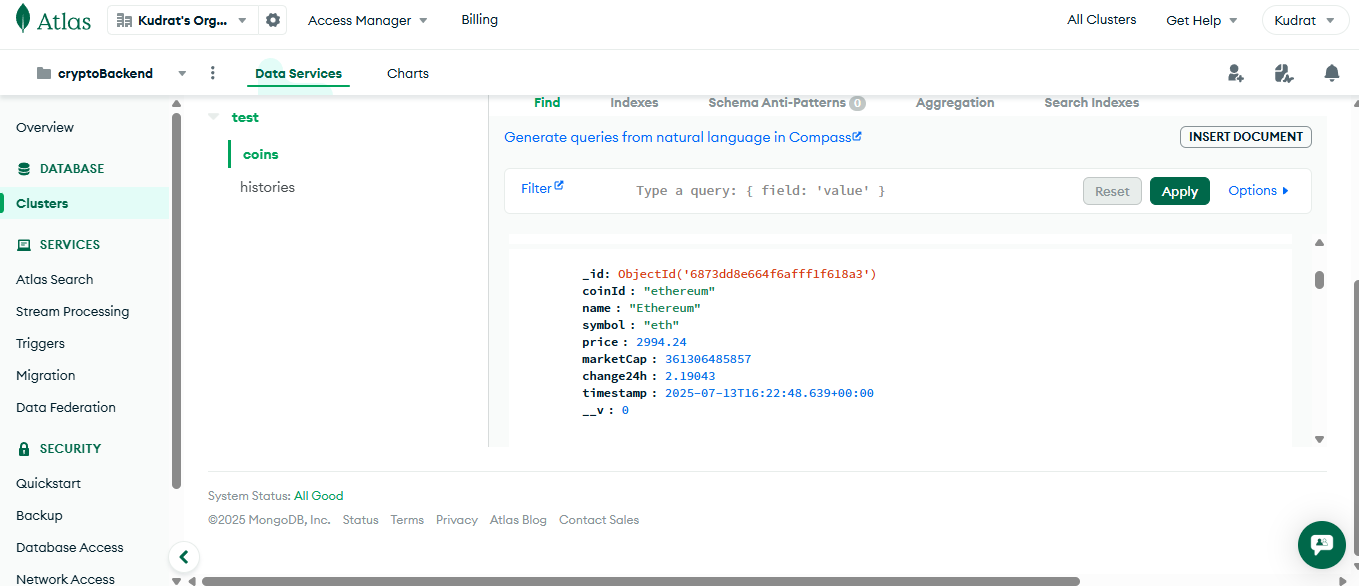 Atlas
Kudrat's Org...
Access Manager
Billing
All Clusters
Get Help
Kudrat
cryptoBackend
Data Services
Charts
Overview
DATABASE
Clusters
SERVICES
Atlas Search
Stream Processing
Triggers
Migration
Data Federation
SECURITY
Quickstart
Backup
Database Access
Network Access
test
coins
histories
Find
Indexes
Schema Anti-Patterns 0
Aggregation
Search Indexes
Generate queries from natural language in Compass
INSERT DOCUMENT
Filter
Type a query: { field: 'value' }
Reset
Apply
Options
_id: ObjectId('6873dd8e664f6afff1f618a3')
coinId : "ethereum"
name : "Ethereum"
symbol : "eth"
price : 2994.24
marketCap : 361306485857
change24h : 2.19043
timestamp : 2025-07-13T16:22:48.639+00:00
__v : 0
System Status: All Good
©2025 MongoDB, Inc. Status Terms Privacy Atlas Blog Contact Sales